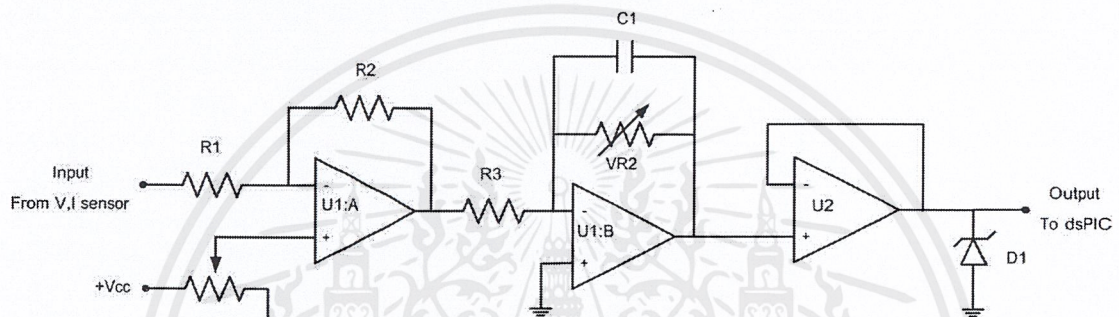 C1
R2
VR2
R1
R3
Input
From V,I sensor
-
U1:A
+
-
U1:B
+
-
U2
+
Output
To dsPIC
D1
+Vcc